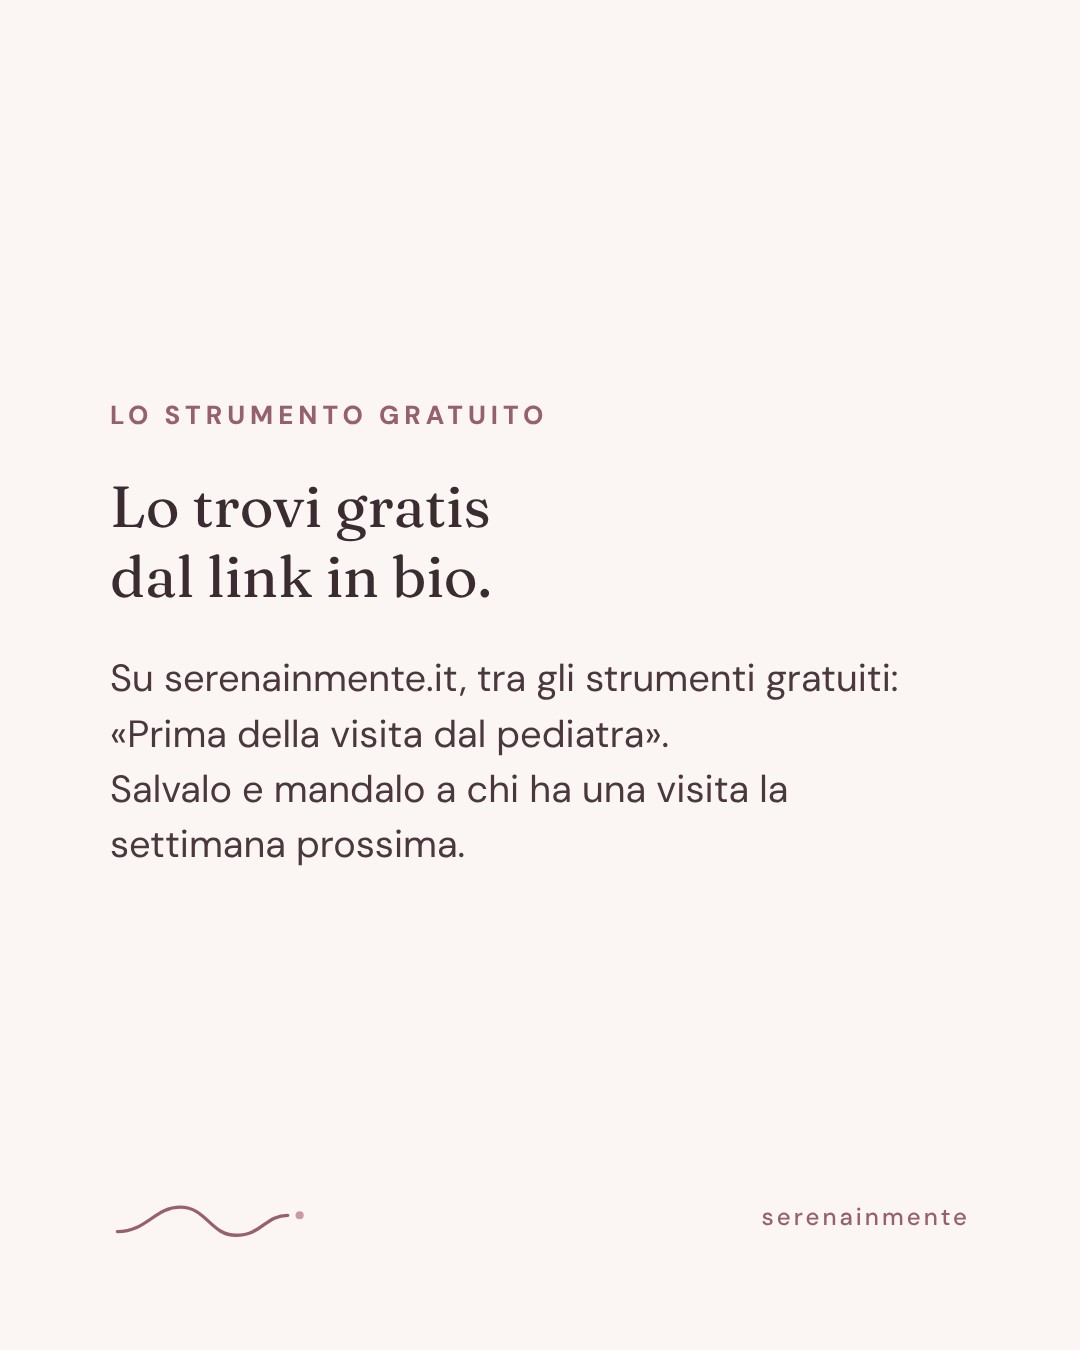 LO STRUMENTO GRATUITO
Lo trovi gratis
dal link in bio.
Su serenainmente.it, tra gli strumenti gratuiti:
«Prima della visita dal pediatra».
Salvalo e mandalo a chi ha una visita la
settimana prossima.
serenainmente